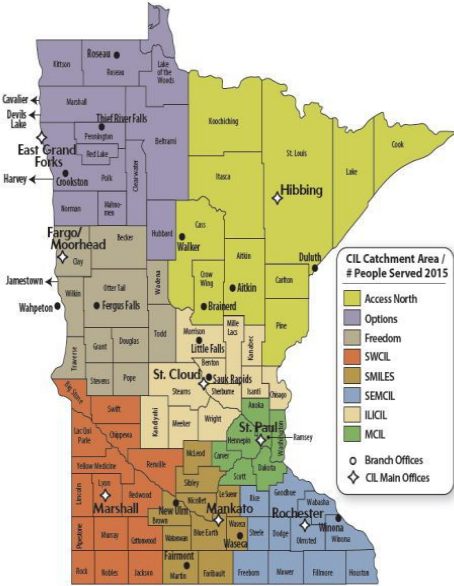 Roseau
Kittson
Roseau
Lake
of the
Woods
Cavalier
Marshall
Devils
Lake
Thief River Falls
Pennington
Koochiching
St. Louis
Cook
East Grand
Forks
Red Lake
Beltrami
Lake
Harvey
Crookston
Polk
Clearwater
Itasca
Hibbing
Norman
Mahno-
men
Fargo/
Moorhead
Becker
Hubbard
Cass
Walker
Clay
Aitkin
Duluth
Jamestown
Wilkin
Otter Tail
Wadena
Crow
Wing
Aitkin
Carlton
Wahpeton
Fergus Falls
Brainerd
Pine
Todd
Morrison
Mille
Lacs
Kanabec
Little Falls
Grant
Douglas
Traverse
Benton
St. Cloud
Sauk Rapids
Stevens
Pope
Stearns
Sherburne
Isanti
Chisago
Big Stone
Swift
Kandiyohi
Anoka
Wright
Meeker
St. Paul
Washington
Hennepin
Ramsey
Lac Qui
Parle
Chippewa
McLeod
Carver
Yellow Medicine
Renville
Scott
Dakota
Sibley
Lincoln
Lyon
Redwood
Nicollet
Le Sueur
Rice
Goodhue
Wabasha
Marshall
New Ulm
Brown
Mankato
Rochester
Winona
Pipestone
Murray
Cottonwood
Watonwan
Blue Earth
Waseca
Waseca
Steele
Dodge
Olmsted
Winona
Fairmont
Rock
Nobles
Jackson
Martin
Faribault
Freeborn
Mower
Fillmore
Houston
CIL Catchment Area /
# People Served 2015
Access North
Options
Freedom
SWCIL
SMILES
SEMCIL
ILICIL
MCIL
Branch Offices
CIL Main Offices